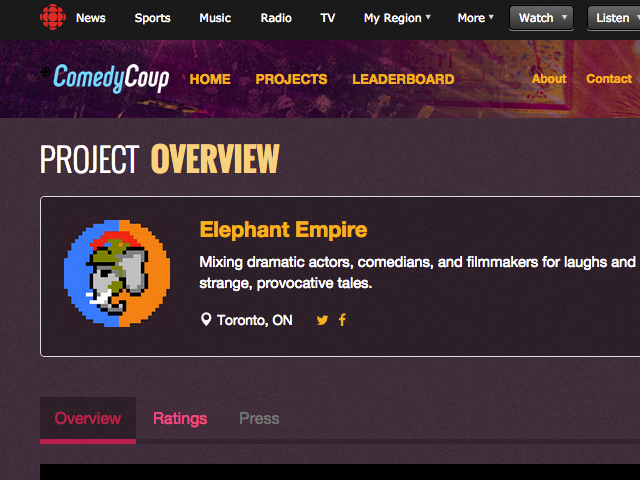 News Sports Music Radio TV My Region More Watch Listen
ComedyCoup HOME PROJECTS LEADERBOARD About Contact
PROJECT OVERVIEW
Elephant Empire
Mixing dramatic actors, comedians, and filmmakers for laughs and
strange, provocative tales.
Toronto, ON
Overview Ratings Press